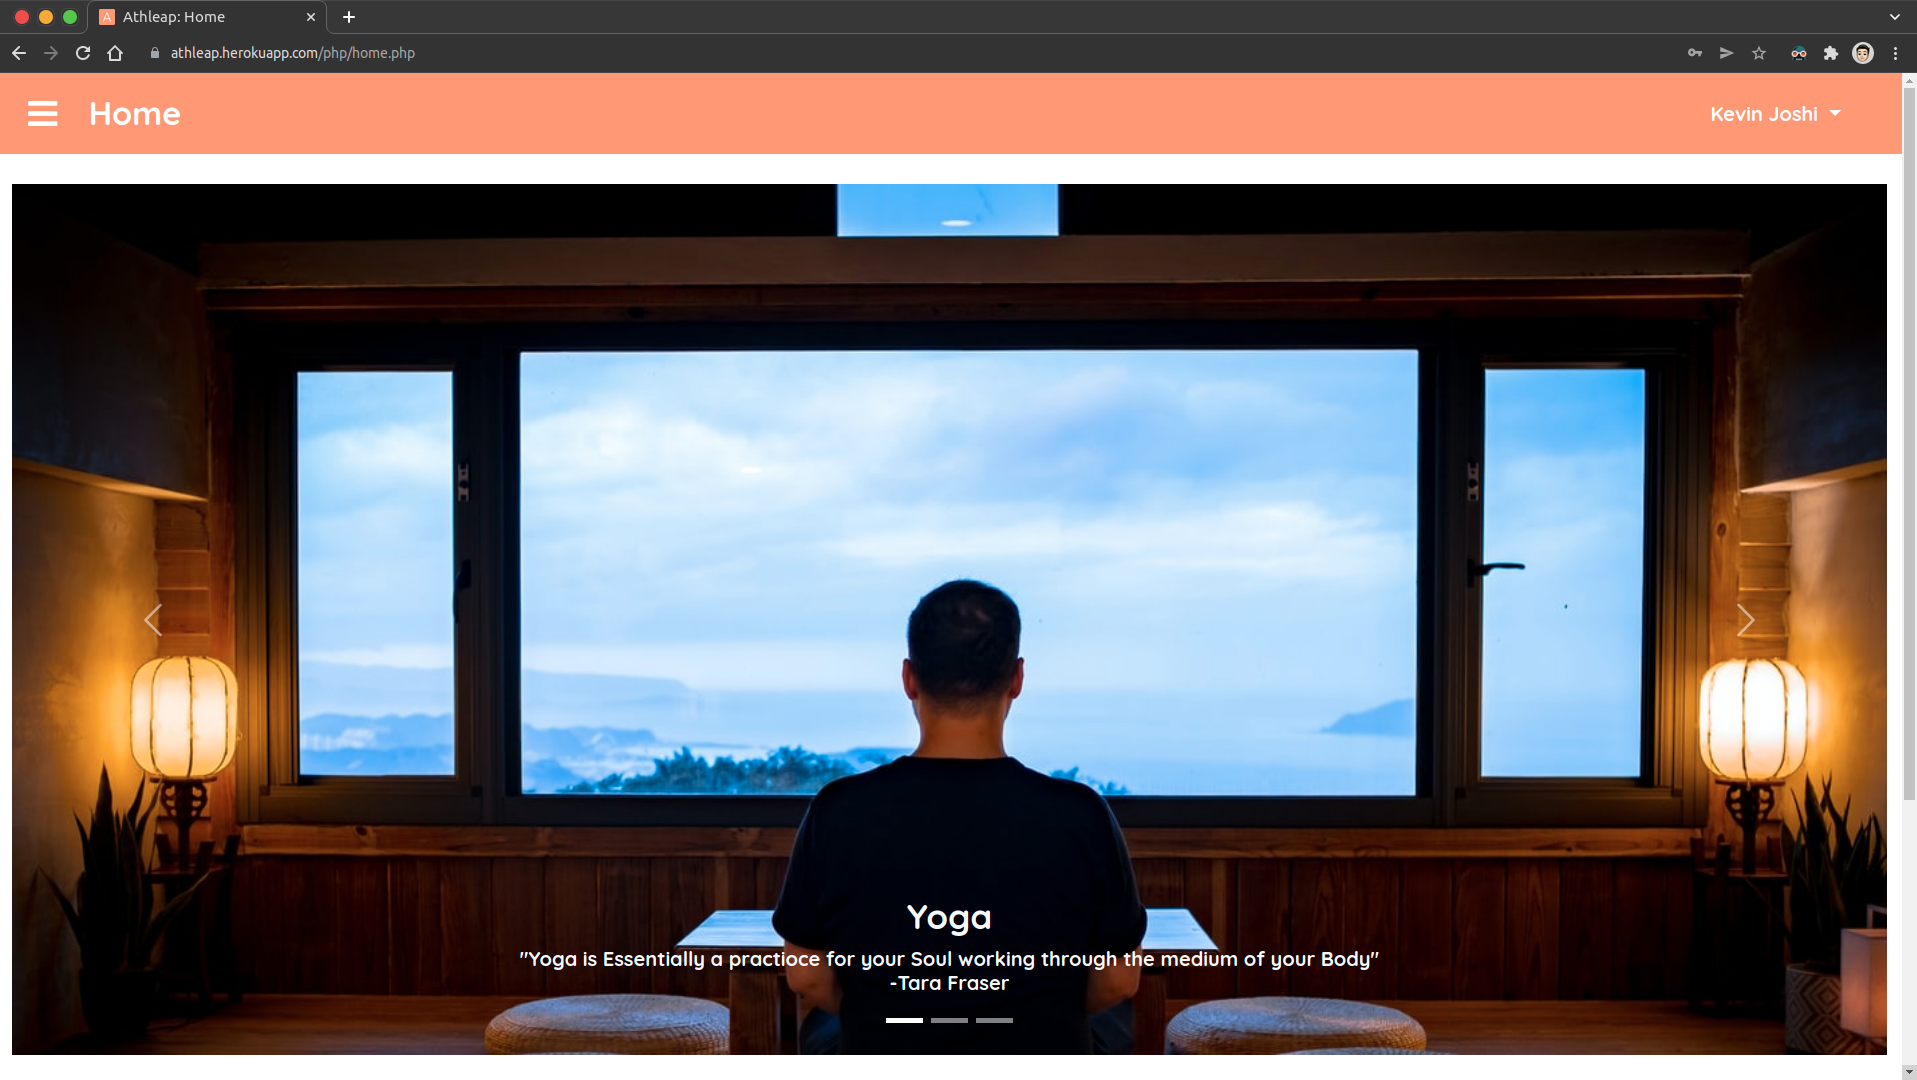 A Athleap: Home
athleap.herokuapp.com/php/home.php
Home
Kevin Joshi
Yoga
"Yoga is Essentially a practioce for your Soul working through the medium of your Body"
-Tara Fraser